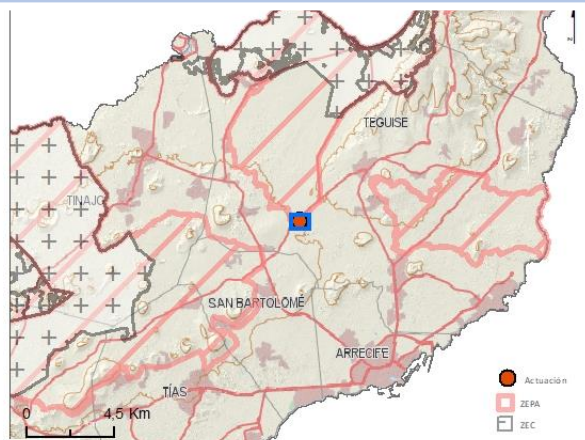 TEGUISE
TINAJO
SAN BARTOLOMÉ
ARRECIFE
TÍAS
0 4,5 Km
Actuación
ZEPA
ZEC